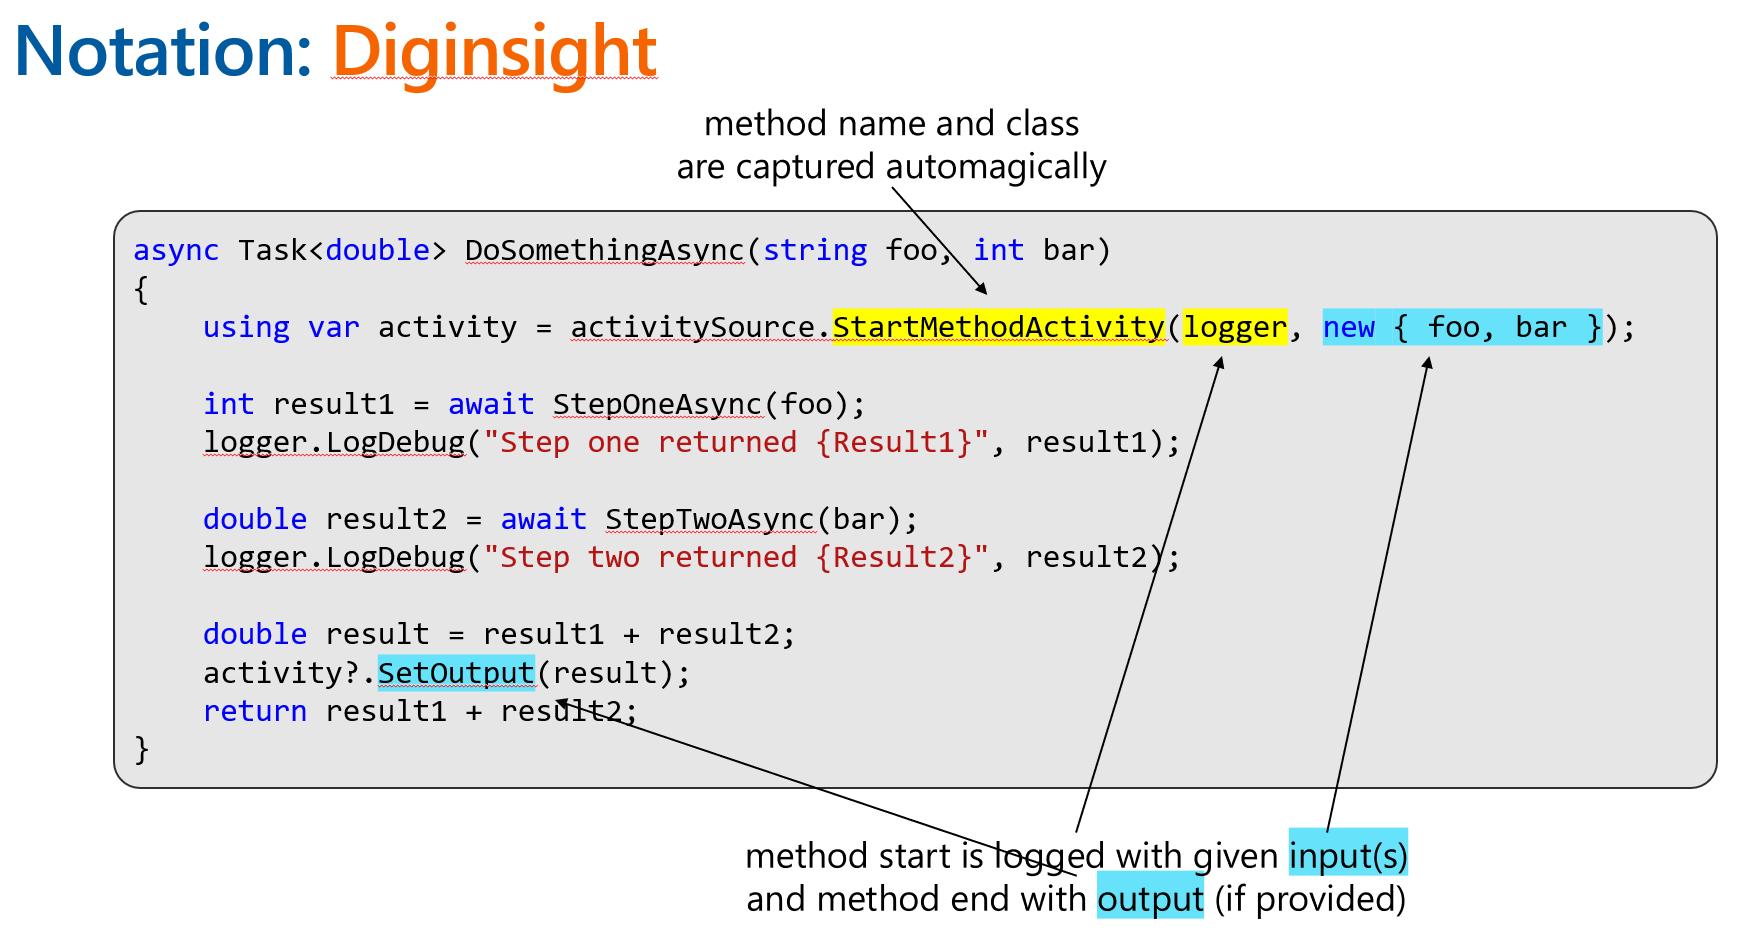 Notation: Diginsight
method name and class
are captured automagically
async Task<double> DoSomethingAsync(string foo, int bar)
{
    using var activity = activitySource.StartMethodActivity(logger, new { foo, bar });
    int result1 = await StepOneAsync(foo);
    logger.LogDebug("Step one returned {Result1}", result1);
    double result2 = await StepTwoAsync(bar);
    logger.LogDebug("Step two returned {Result2}", result2);
    double result = result1 + result2;
    activity?.SetOutput(result);
    return result1 + result2;
}
method start is logged with given input(s)
and method end with output (if provided)